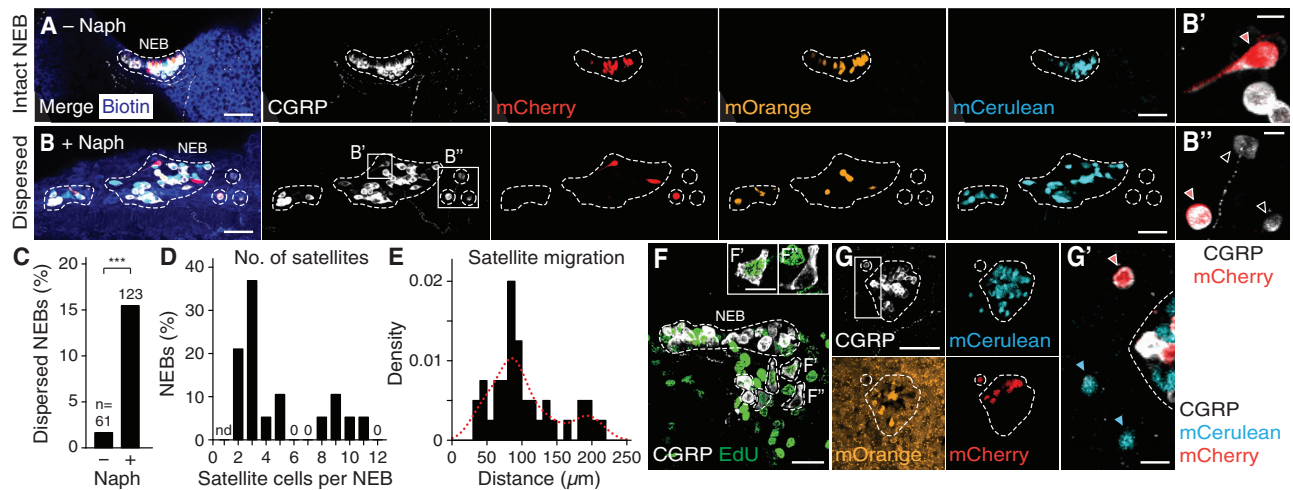 Intact NEB
A – Naph
NEB
Merge Biotin
CGRP
mCherry
mOrange
mCerulean
B'
Dispersed
B + Naph
NEB
B'
B"
B"
CGRP
mCherry
C
Dispersed NEBs (%)
20
15
10
5
0
***
123
n=
61
– +
Naph
D No. of satellites
NEBs (%)
40
30
20
10
0
nd
0 0
0
0 2 4 6 8 10 12
Satellite cells per NEB
E Satellite migration
Density
0.02
0.01
0
0 50 100 150 200 250
Distance (µm)
F
F' F"
NEB
F'
F"
CGRP EdU
G
CGRP
mCerulean
mOrange
mCherry
G'
CGRP
mCerulean
mCherry